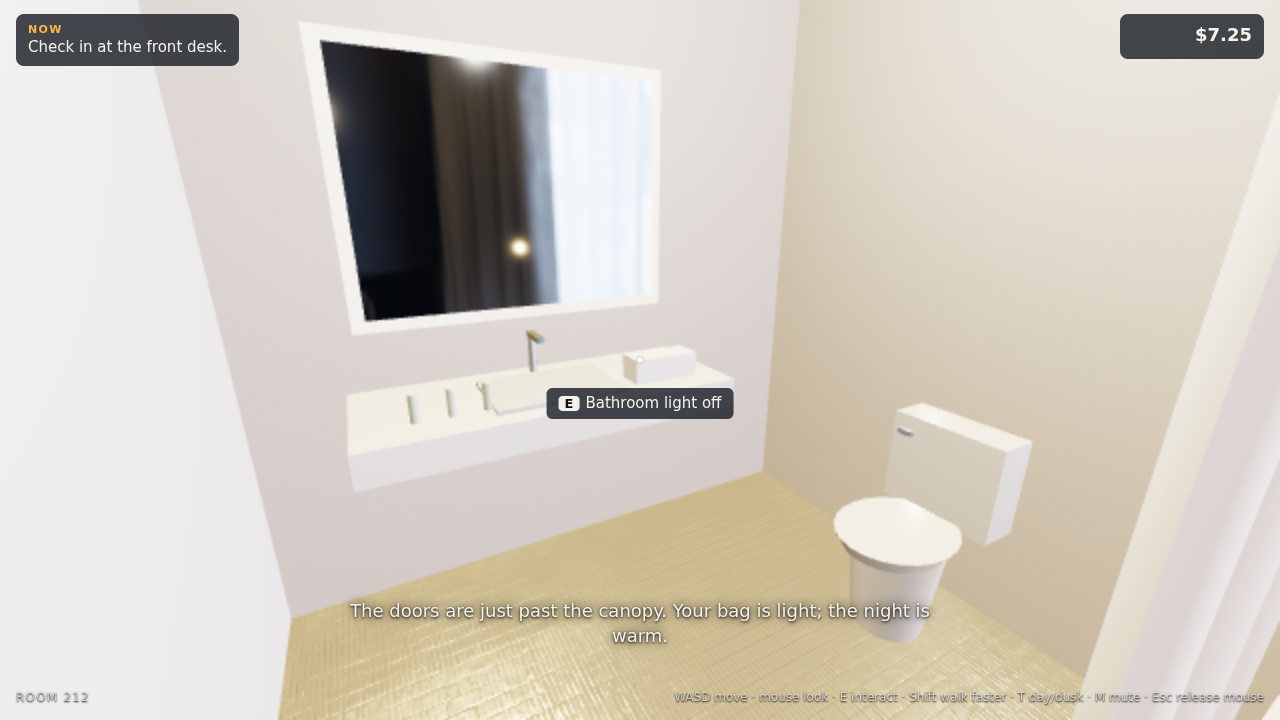 NOW
Check in at the front desk.
$7.25
E Bathroom light off
The doors are just past the canopy. Your bag is light; the night is
warm.
ROOM 212
WASD move · mouse look · E interact · Shift walk faster · T day/dusk · M mute · Esc release mouse